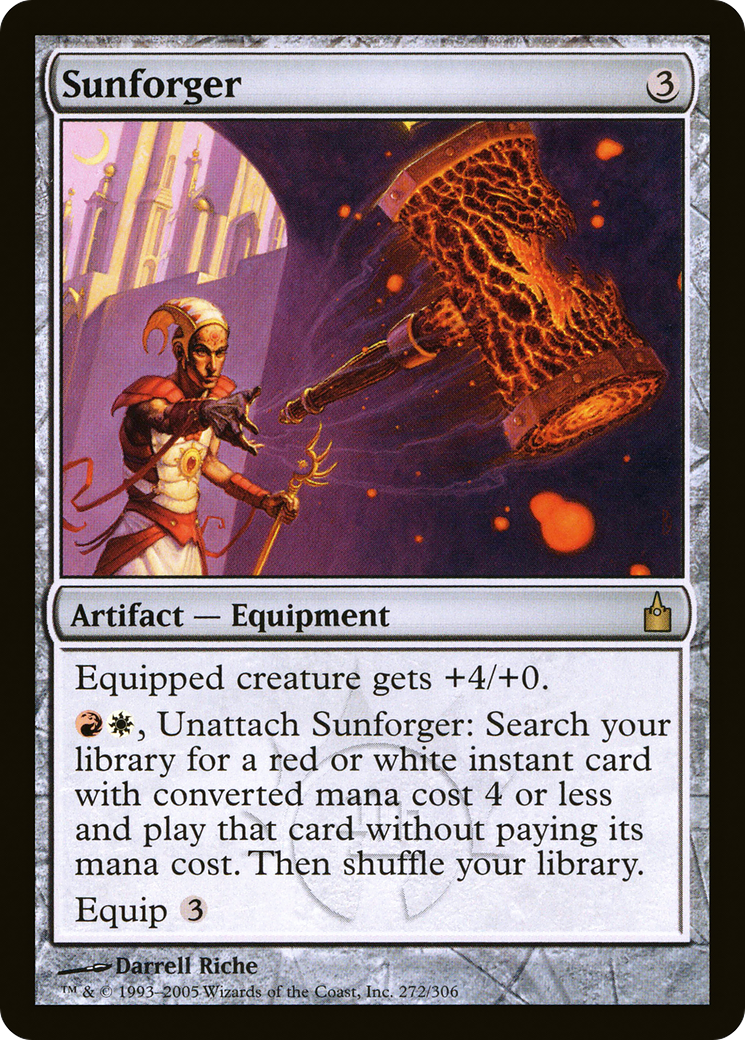 Sunforger 3
Artifact — Equipment
Equipped creature gets +4/+0.
, Unattach Sunforger: Search your
library for a red or white instant card
with converted mana cost 4 or less
and play that card without paying its
mana cost. Then shuffle your library.
Equip 3
Darrell Riche
™ & © 1993–2005 Wizards of the Coast, Inc. 272/306